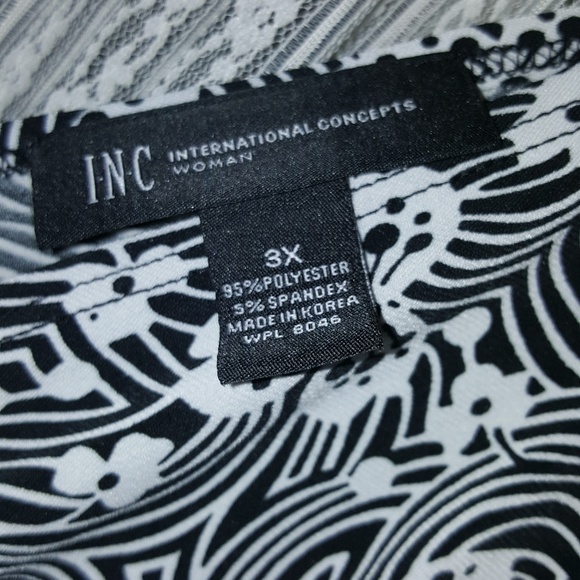 I·N·C INTERNATIONAL CONCEPTS
WOMAN
3X
95% POLYESTER
5% SPANDEX
MADE IN KOREA
WPL 8046